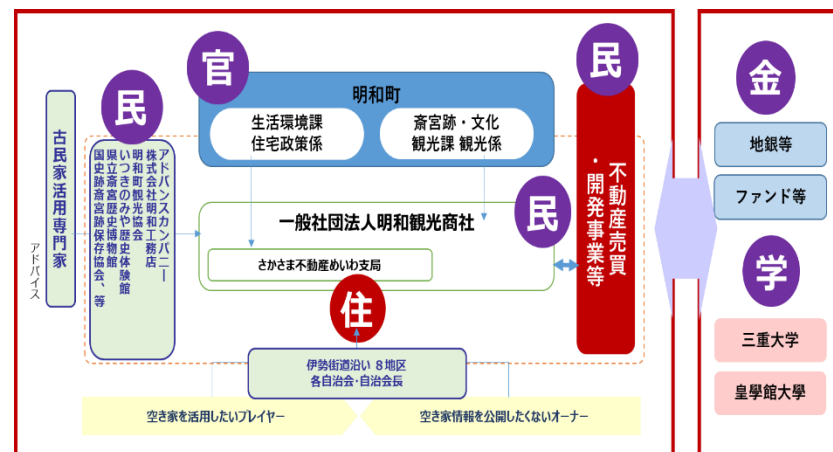 官
明和町
生活環境課
住宅政策係
斎宮跡・文化
観光課 観光係
民
古民家活用専門家
アドバイス
アドバンスカンパニー
株式会社明和工務店
明和町観光協会
いつきのみや歴史体験館
県立斎宮歴史博物館
国史跡斎宮跡保存協会、等
一般社団法人明和観光商社
民
さかさま不動産めいわ支局
住
伊勢街道沿い 8地区
各自治会・自治会長
空き家を活用したいプレイヤー
空き家情報を公開したくないオーナー
民
不動産売買
・開発事業等
金
地銀等
ファンド等
学
三重大学
皇學館大學